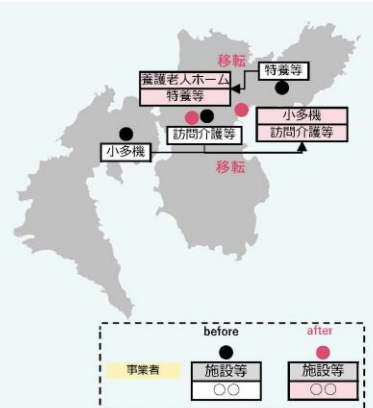 移転
特養等
養護老人ホーム
特養等
小多機
訪問介護等
訪問介護等
小多機
移転
before
after
事業者
施設等
○○
施設等
○○